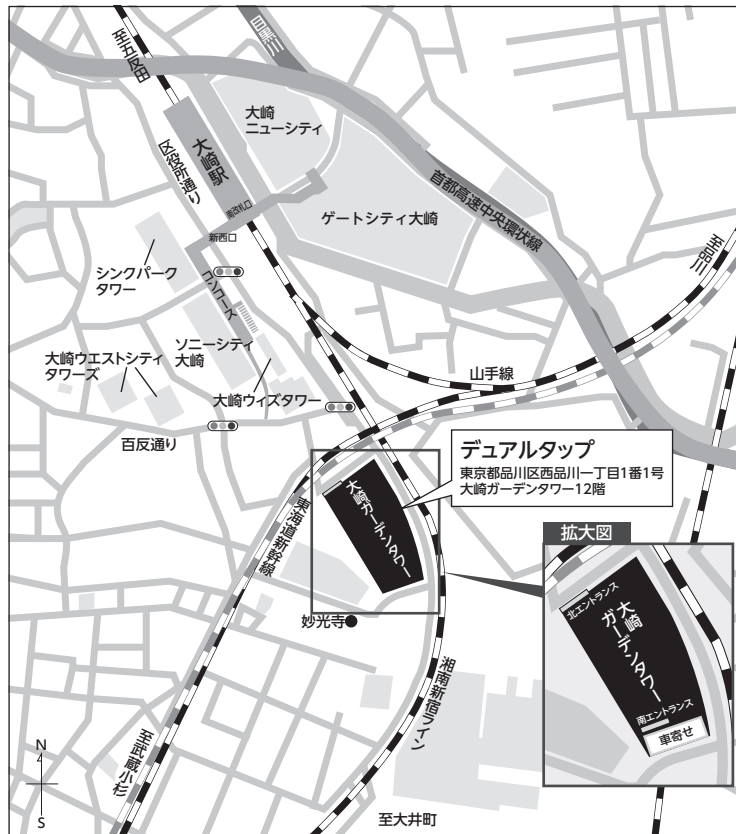 至五反田
目黒川
大崎
ニューシティ
大崎駅
区役所通り
南改札口
新西口
ゲートシティ大崎
首都高速中央環状線
至品川
シンクパーク
タワー
コンコース
ソニーシティ
大崎
大崎ウエストシティ
タワーズ
大崎ウィズタワー
山手線
百反通り
デュアルタップ
東京都品川区西品川一丁目1番1号
大崎ガーデンタワー12階
大崎ガーデンタワー
東海道新幹線
拡大図
北エントランス
大崎
ガーデンタワー
南エントランス
車寄せ
妙光寺
湘南新宿ライン
至武蔵小杉
至大井町
N
S